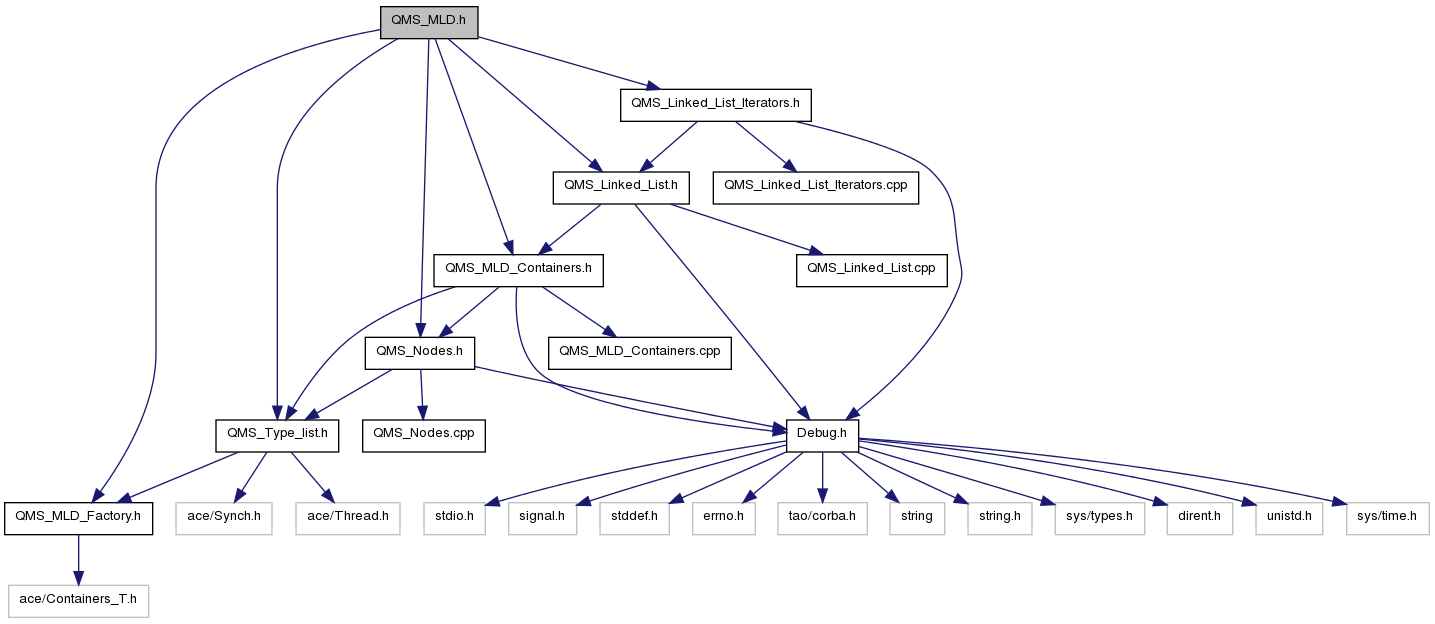 QMS_MLD.h
QMS_Linked_List_Iterators.h
QMS_Linked_List.h
QMS_Linked_List_Iterators.cpp
QMS_MLD_Containers.h
QMS_Linked_List.cpp
QMS_Nodes.h
QMS_MLD_Containers.cpp
QMS_Type_list.h
QMS_Nodes.cpp
Debug.h
QMS_MLD_Factory.h
ace/Synch.h
ace/Thread.h
stdio.h
signal.h
stddef.h
errno.h
tao/corba.h
string
string.h
sys/types.h
dirent.h
unistd.h
sys/time.h
ace/Containers_T.h